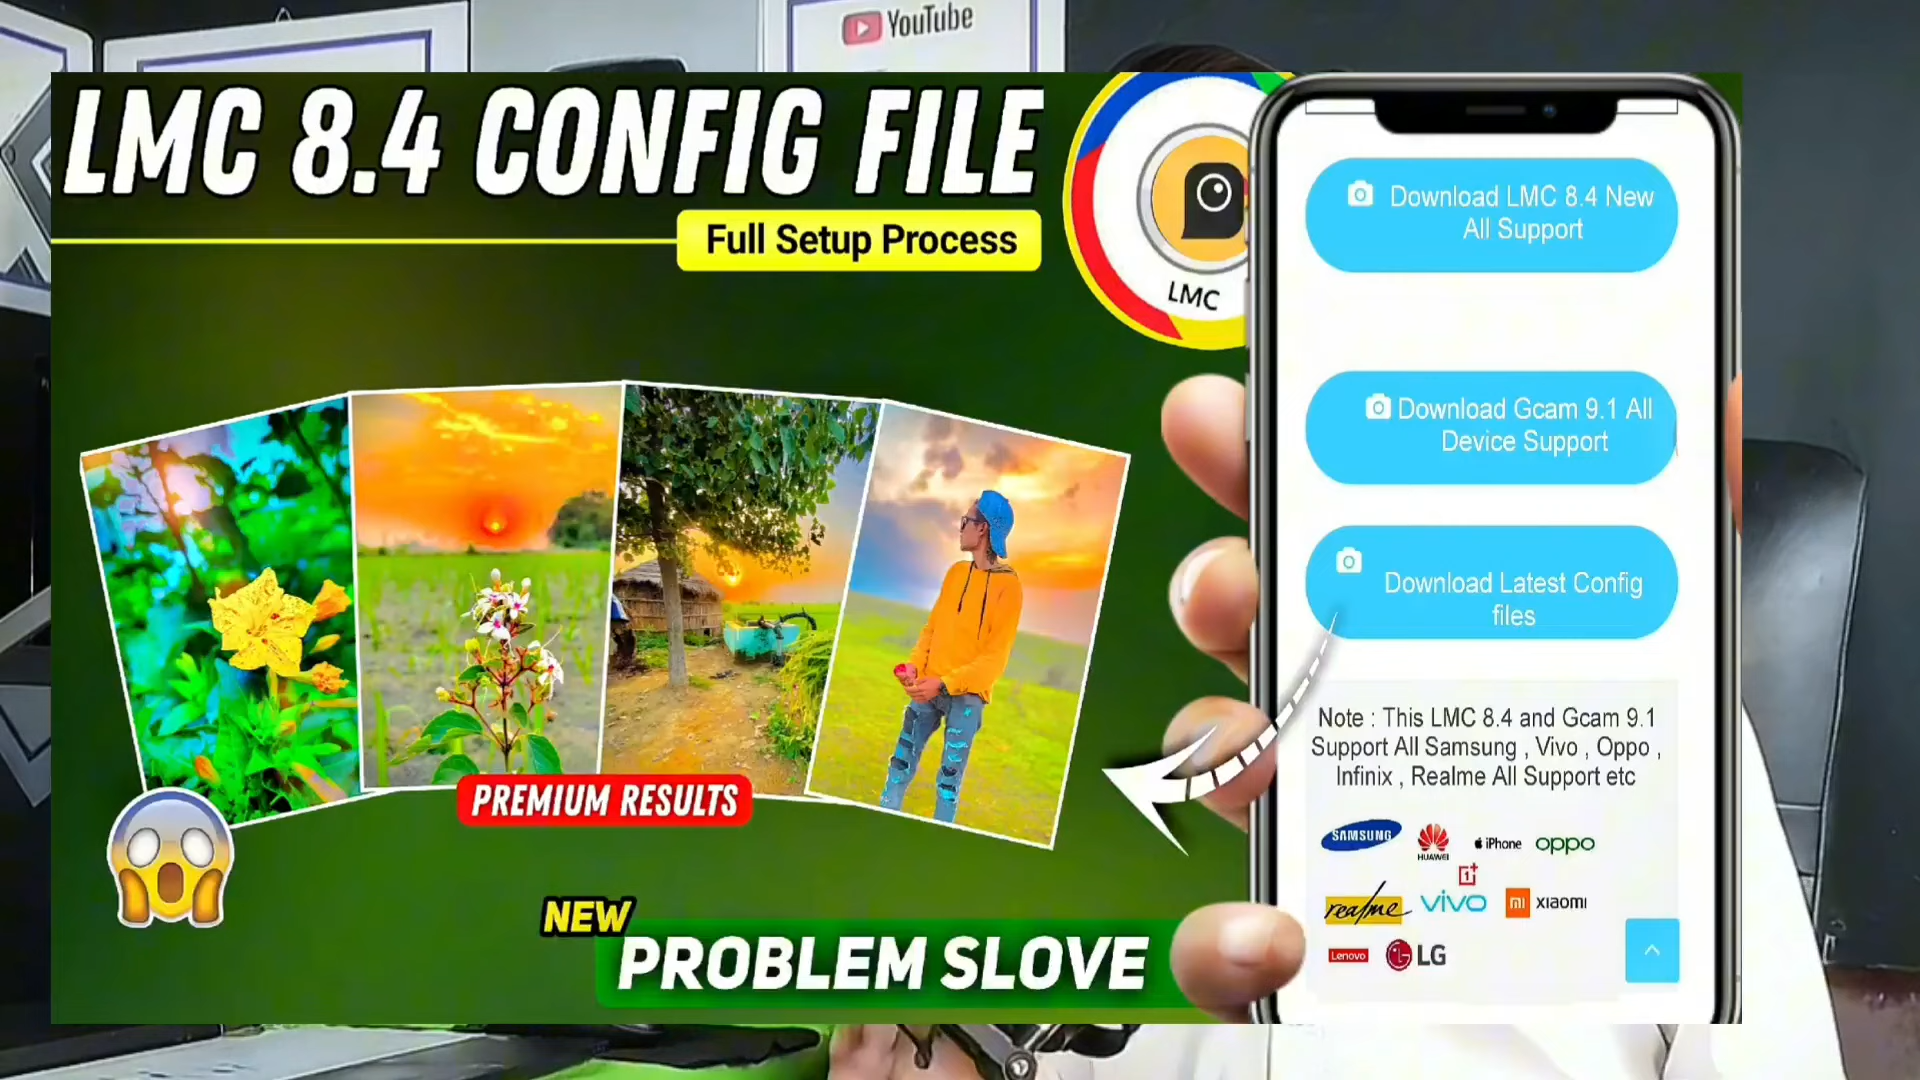 YouTube
LMC 8.4 CONFIG FILE
Full Setup Process
LMC
PREMIUM RESULTS
NEW
PROBLEM SLOVE
Download LMC 8.4 New
All Support
Download Gcam 9.1 All
Device Support
Download Latest Config
files
Note : This LMC 8.4 and Gcam 9.1
Support All Samsung , Vivo , Oppo ,
Infinix , Realme All Support etc
SAMSUNG
HUAWEI
iPhone
oppo
1+
realme
vivo
mi xiaomi
Lenovo
LG